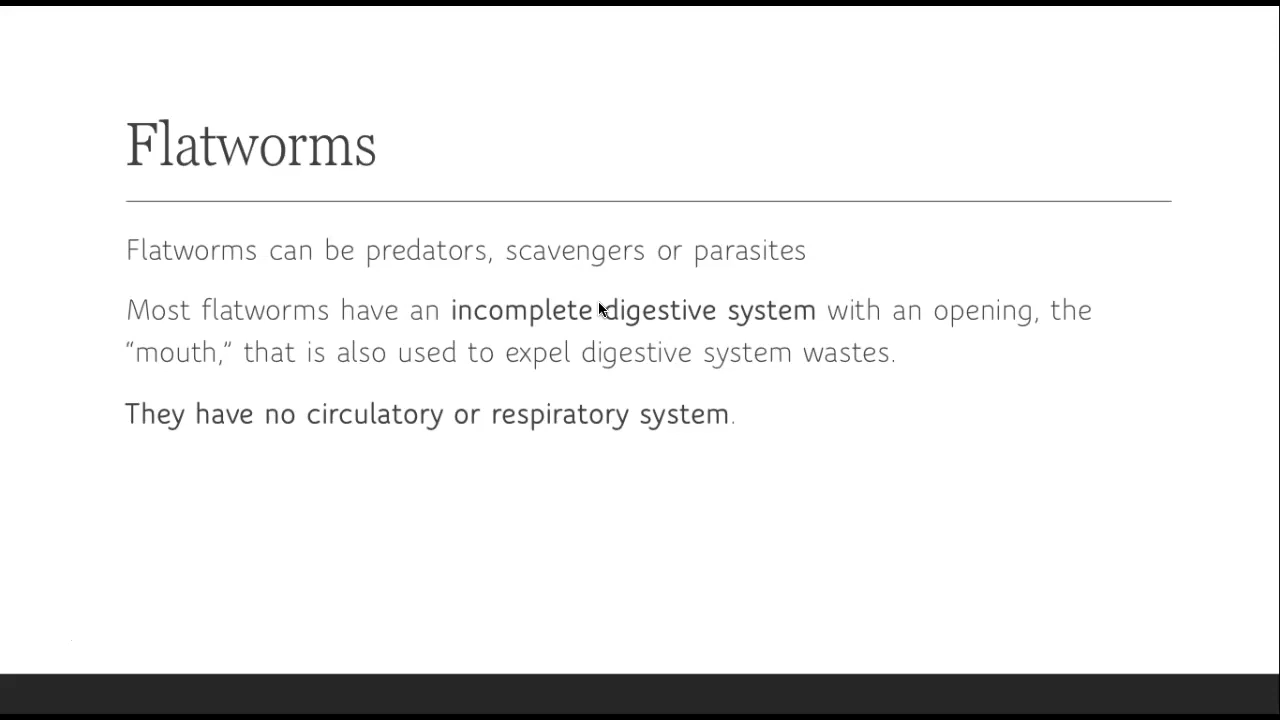 Flatworms
Flatworms can be predators, scavengers or parasites
Most flatworms have an incomplete digestive system with an opening, the
“mouth,” that is also used to expel digestive system wastes.
They have no circulatory or respiratory system.